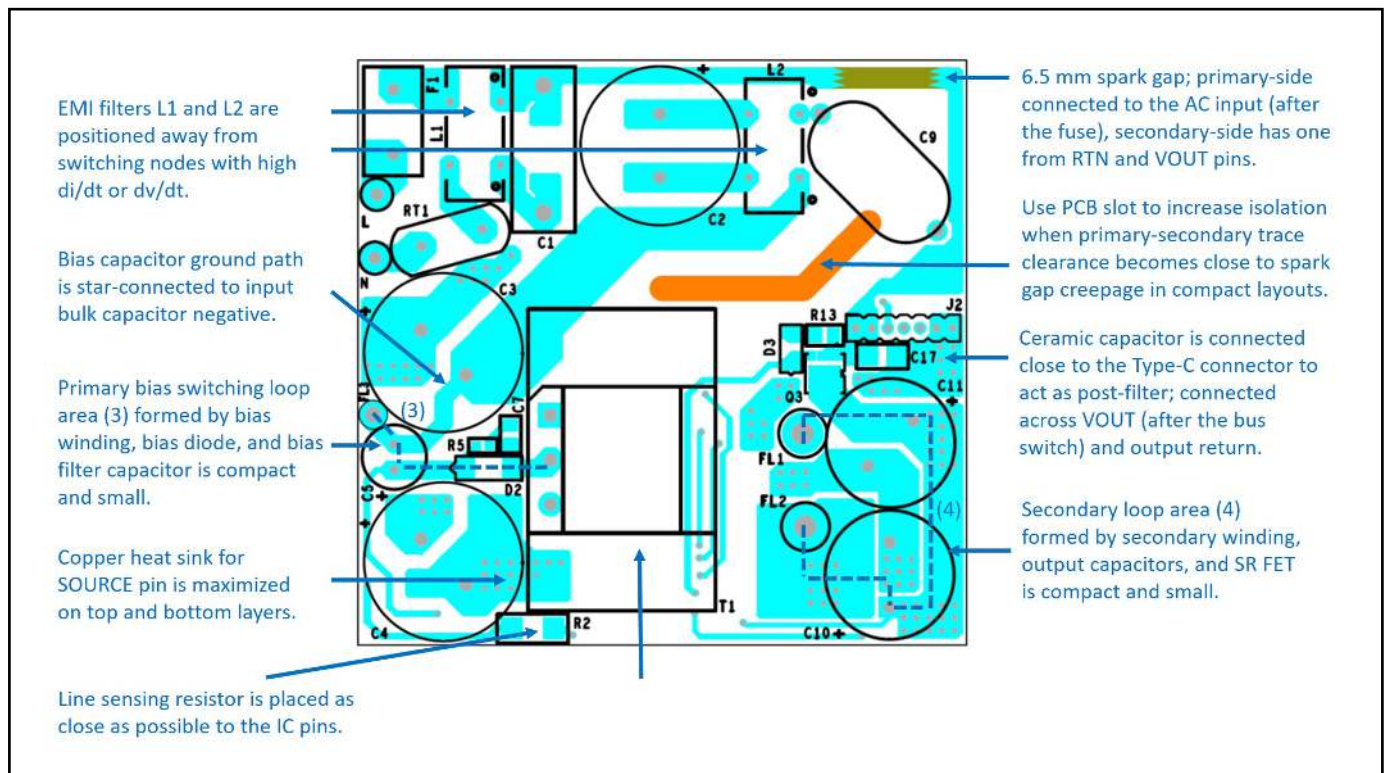 EMI filters L1 and L2 are
positioned away from
switching nodes with high
di/dt or dv/dt.
Bias capacitor ground path
is star-connected to input
bulk capacitor negative.
Primary bias switching loop
area (3) formed by bias
winding, bias diode, and bias
filter capacitor is compact
and small.
Copper heat sink for
SOURCE pin is maximized
on top and bottom layers.
Line sensing resistor is placed as
close as possible to the IC pins.
F1
L1
L
N
RT1
C1
C2
+
L2
C9
+
C3
FL3
(3)
C7
R5
D2
C5
+
+
C4
R2
T1
D3
R13
J2
C17
Q3
C11
+
FL1
FL2
(4)
C10+
6.5 mm spark gap; primary-side
connected to the AC input (after
the fuse), secondary-side has one
from RTN and VOUT pins.
Use PCB slot to increase isolation
when primary-secondary trace
clearance becomes close to spark
gap creepage in compact layouts.
Ceramic capacitor is connected
close to the Type-C connector to
act as post-filter; connected
across VOUT (after the bus
switch) and output return.
Secondary loop area (4)
formed by secondary winding,
output capacitors, and SR FET
is compact and small.